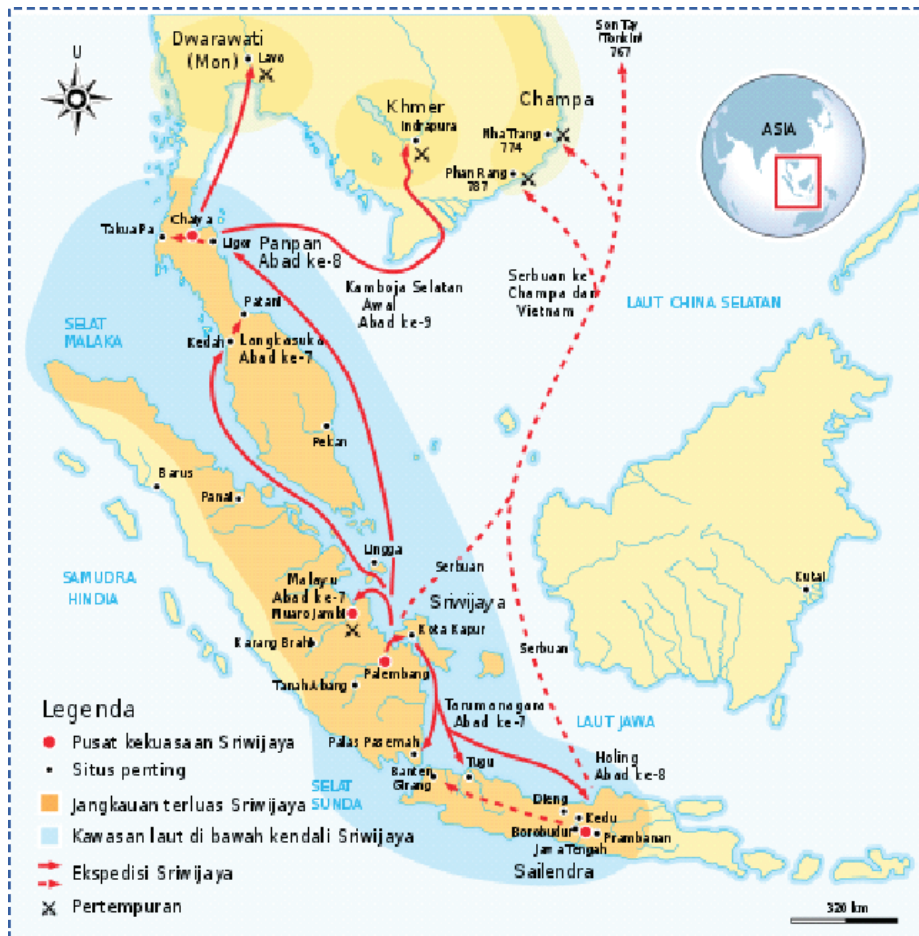 Son Tay
(Tonkin)
767
U
Dwarawati
(Mon)
Lavo
Khmer
Indrapura
Champa
Nha Trang
774
Phan Rang
787
ASIA
Chaiya
Takua Pa
Ligor
Panpan
Abad ke-8
Kamboja Selatan
Awal
Abad ke-9
Serbuan ke
Champa dan
Vietnam
LAUT CHINA SELATAN
SELAT
MALAKA
Patani
Kedah
Langkasuka
Abad ke-7
Pekan
Barus
Panai
Lingga
Serbuan
SAMUDRA
HINDIA
Malayu
Abad ke-7
Muaro Jambi
Sriwijaya
Kota Kapur
Kutai
Karang Brahi
Palembang
Tanah Abang
Serbuan
Tarumanagara
Abad ke-7
LAUT JAWA
Legenda
Pusat kekuasaan Sriwijaya
Situs penting
Jangkauan terluas Sriwijaya
Kawasan laut di bawah kendali Sriwijaya
Ekspedisi Sriwijaya
Pertempuran
Palas Pasemah
Holing
Abad ke-8
SELAT
SUNDA
Banten
Girang
Tugu
Dieng
Kedu
Borobudur
Prambanan
Jawa Tengah
Sailendra
320 km